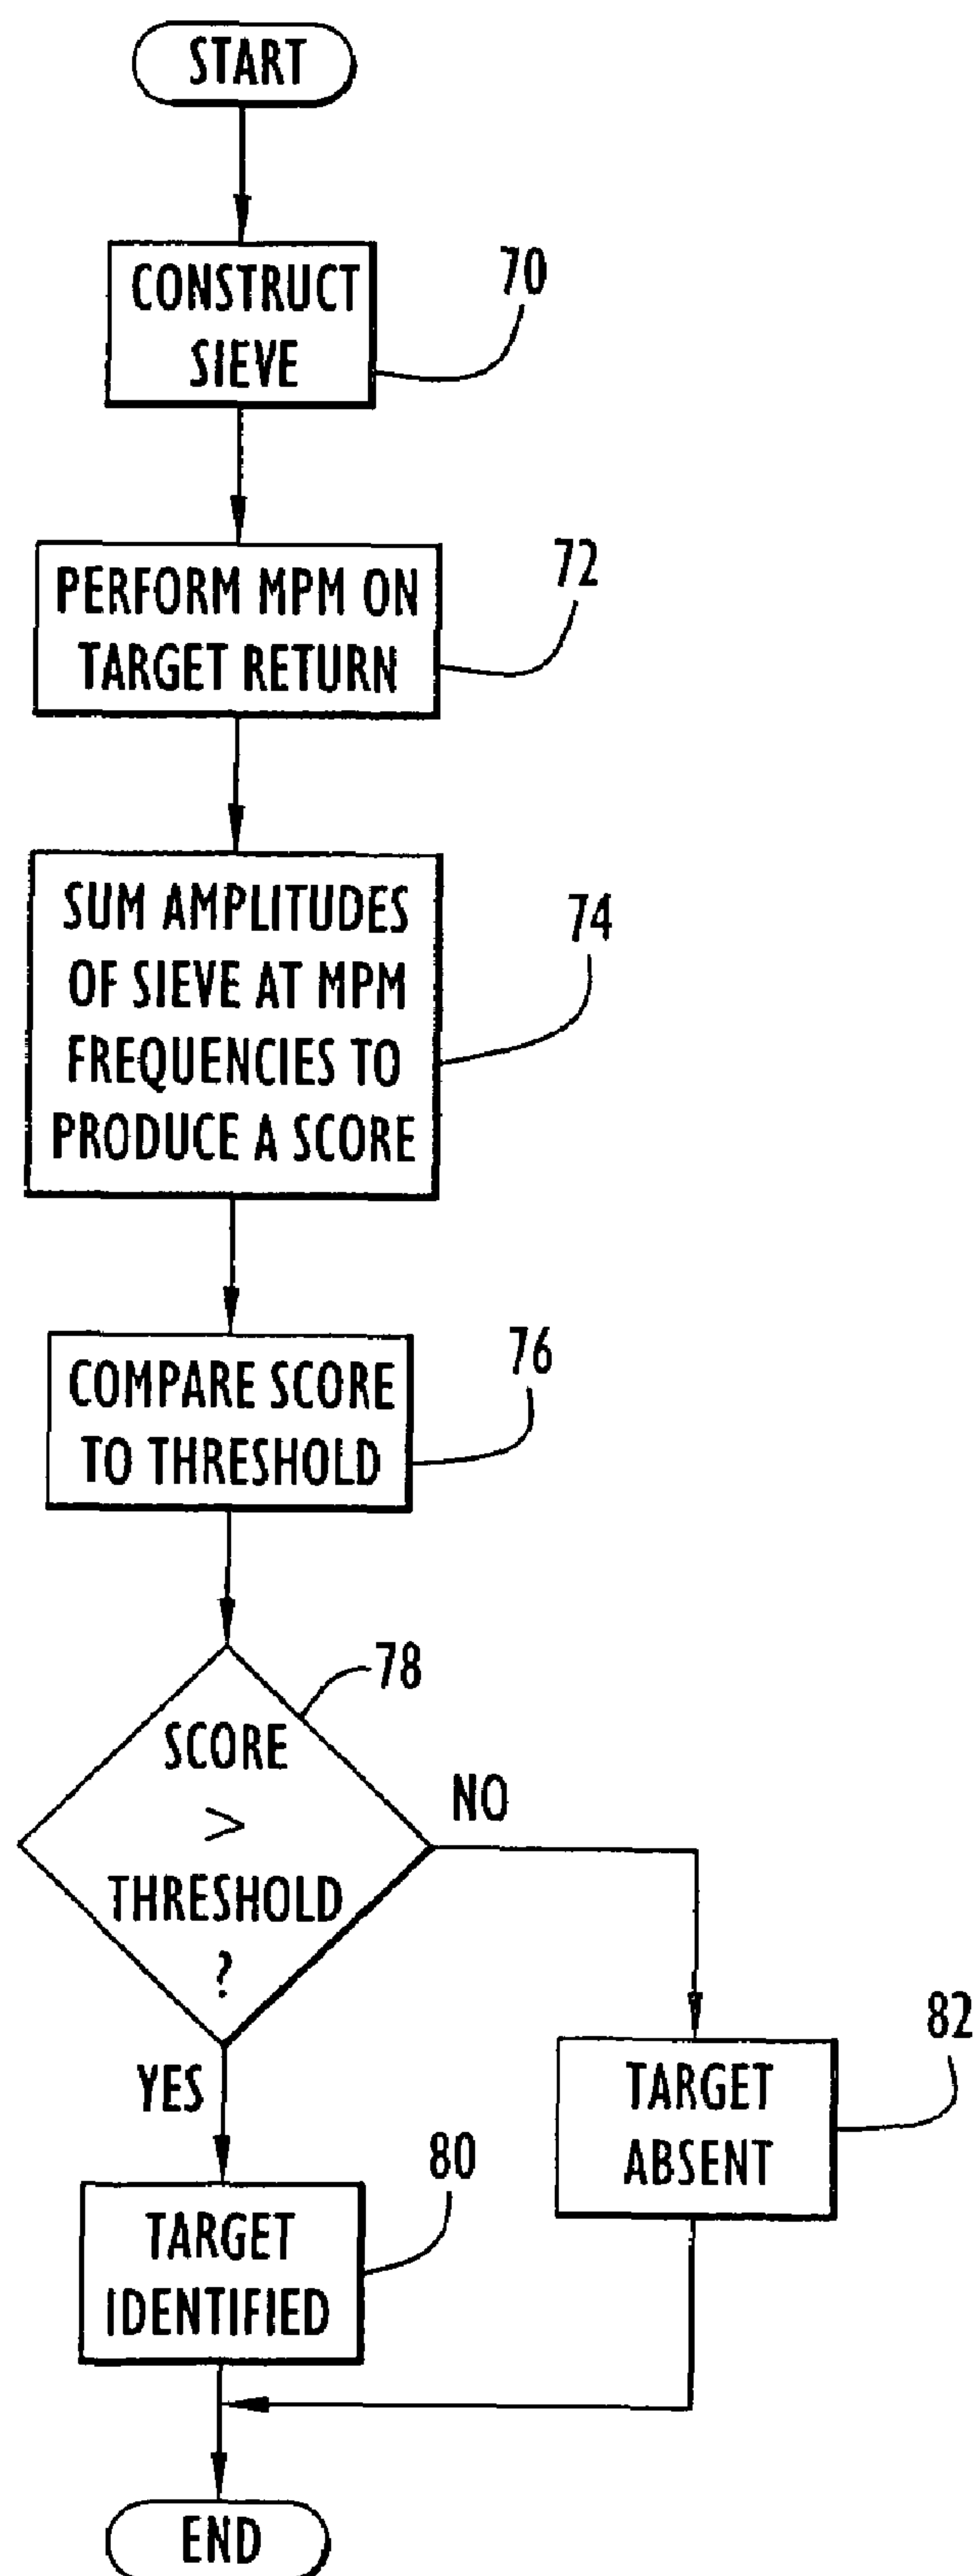 START
CONSTRUCT
SIEVE
70
PERFORM MPM ON
TARGET RETURN
72
SUM AMPLITUDES
OF SIEVE AT MPM
FREQUENCIES TO
PRODUCE A SCORE
74
COMPARE SCORE
TO THRESHOLD
76
SCORE
>
THRESHOLD
?
78
NO
YES
TARGET
ABSENT
82
TARGET
IDENTIFIED
80
END